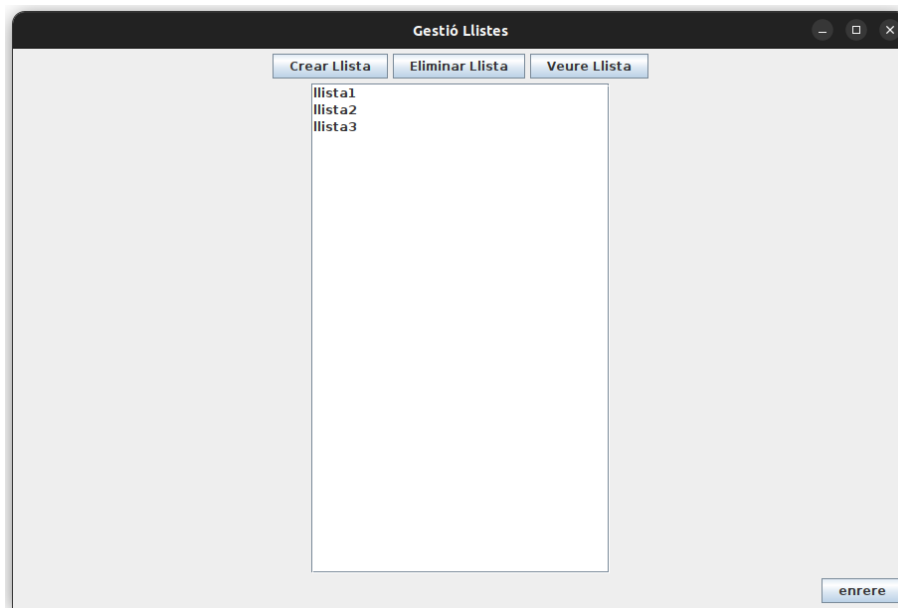 Gestió Llistes
Crear Llista Eliminar Llista Veure Llista
llista1
llista2
llista3
enrere